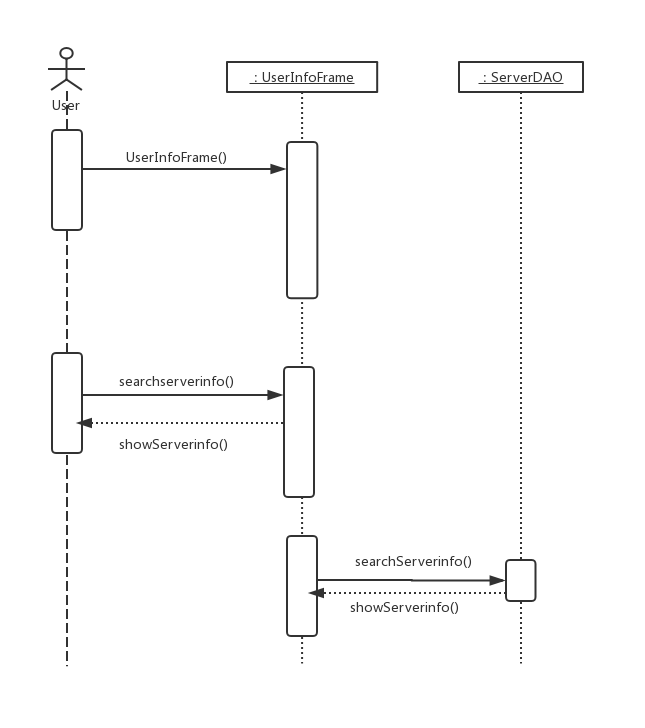 : UserInfoFrame
: ServerDAO
User
UserInfoFrame()
searchserverinfo()
showServerinfo()
searchServerinfo()
showServerinfo()